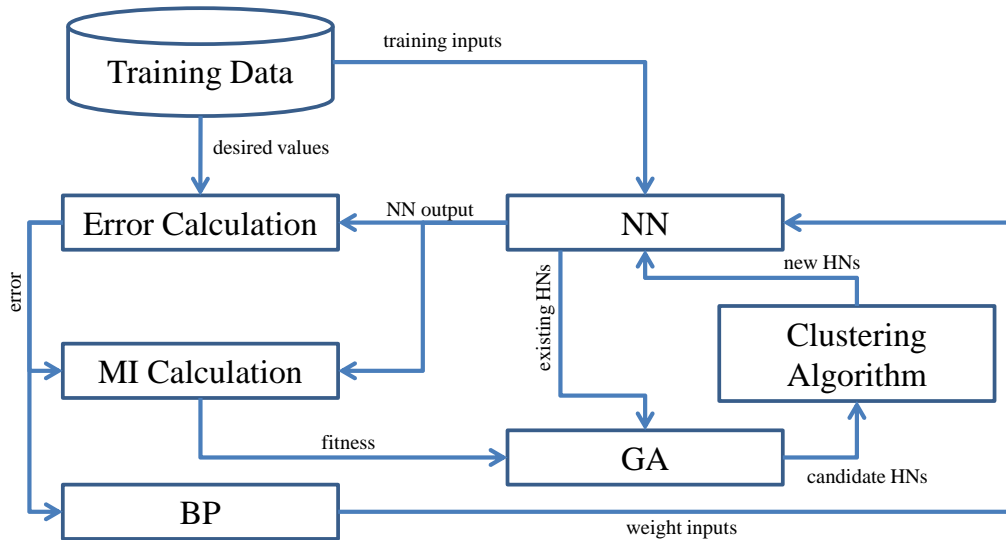 training inputs
Training Data
desired values
Error Calculation
NN output
NN
new HNs
error
existing HNs
Clustering
Algorithm
MI Calculation
fitness
GA
candidate HNs
BP
weight inputs